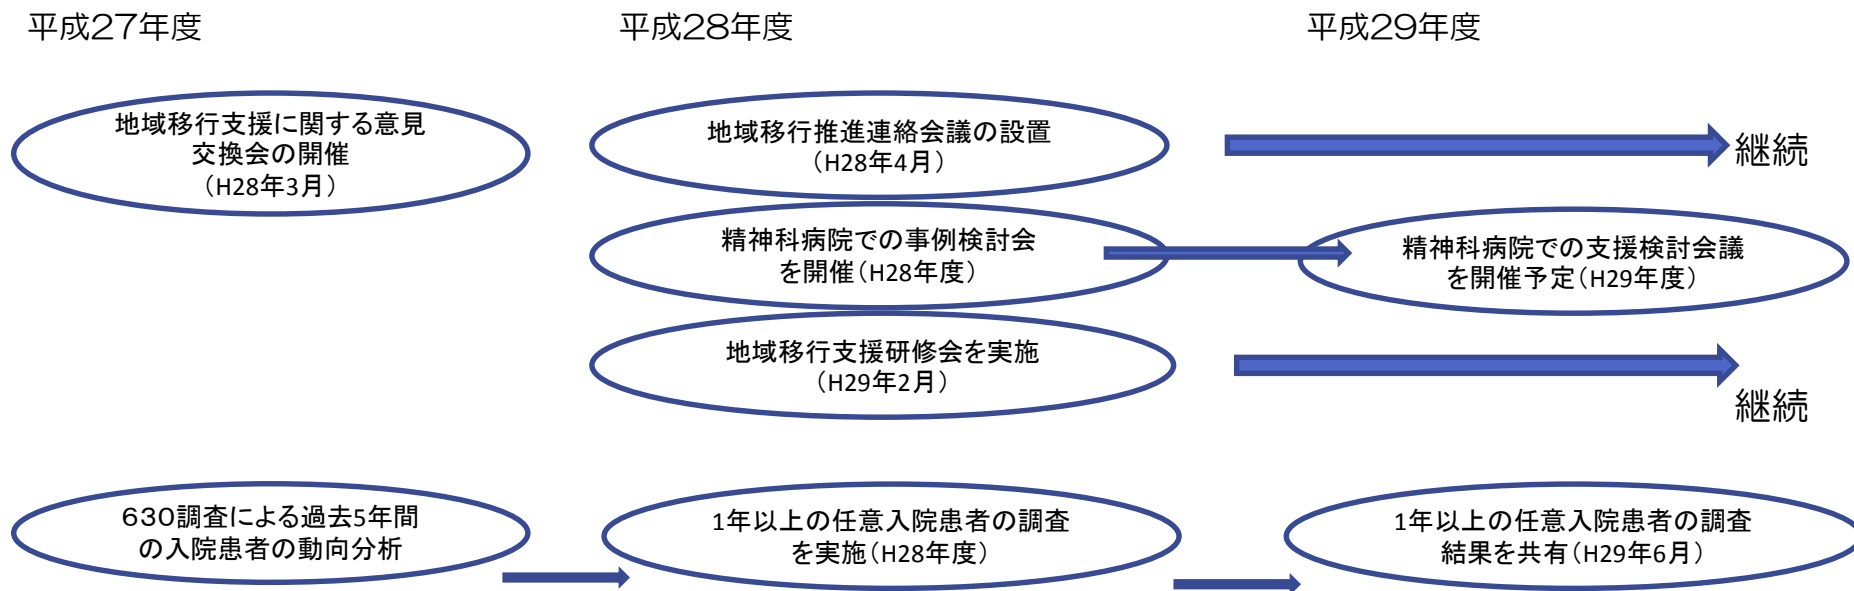 平成27年度
平成28年度
平成29年度
地域移行支援に関する意見
交換会の開催
（H28年3月）
地域移行推進連絡会議の設置
（H28年4月）
継続
精神科病院での事例検討会
を開催（H28年度）
精神科病院での支援検討会議
を開催予定（H29年度）
地域移行支援研修会を実施
（H29年2月）
継続
６３０調査による過去5年間
の入院患者の動向分析
1年以上の任意入院患者の調査
を実施（H28年度）
1年以上の任意入院患者の調査
結果を共有（H29年6月）